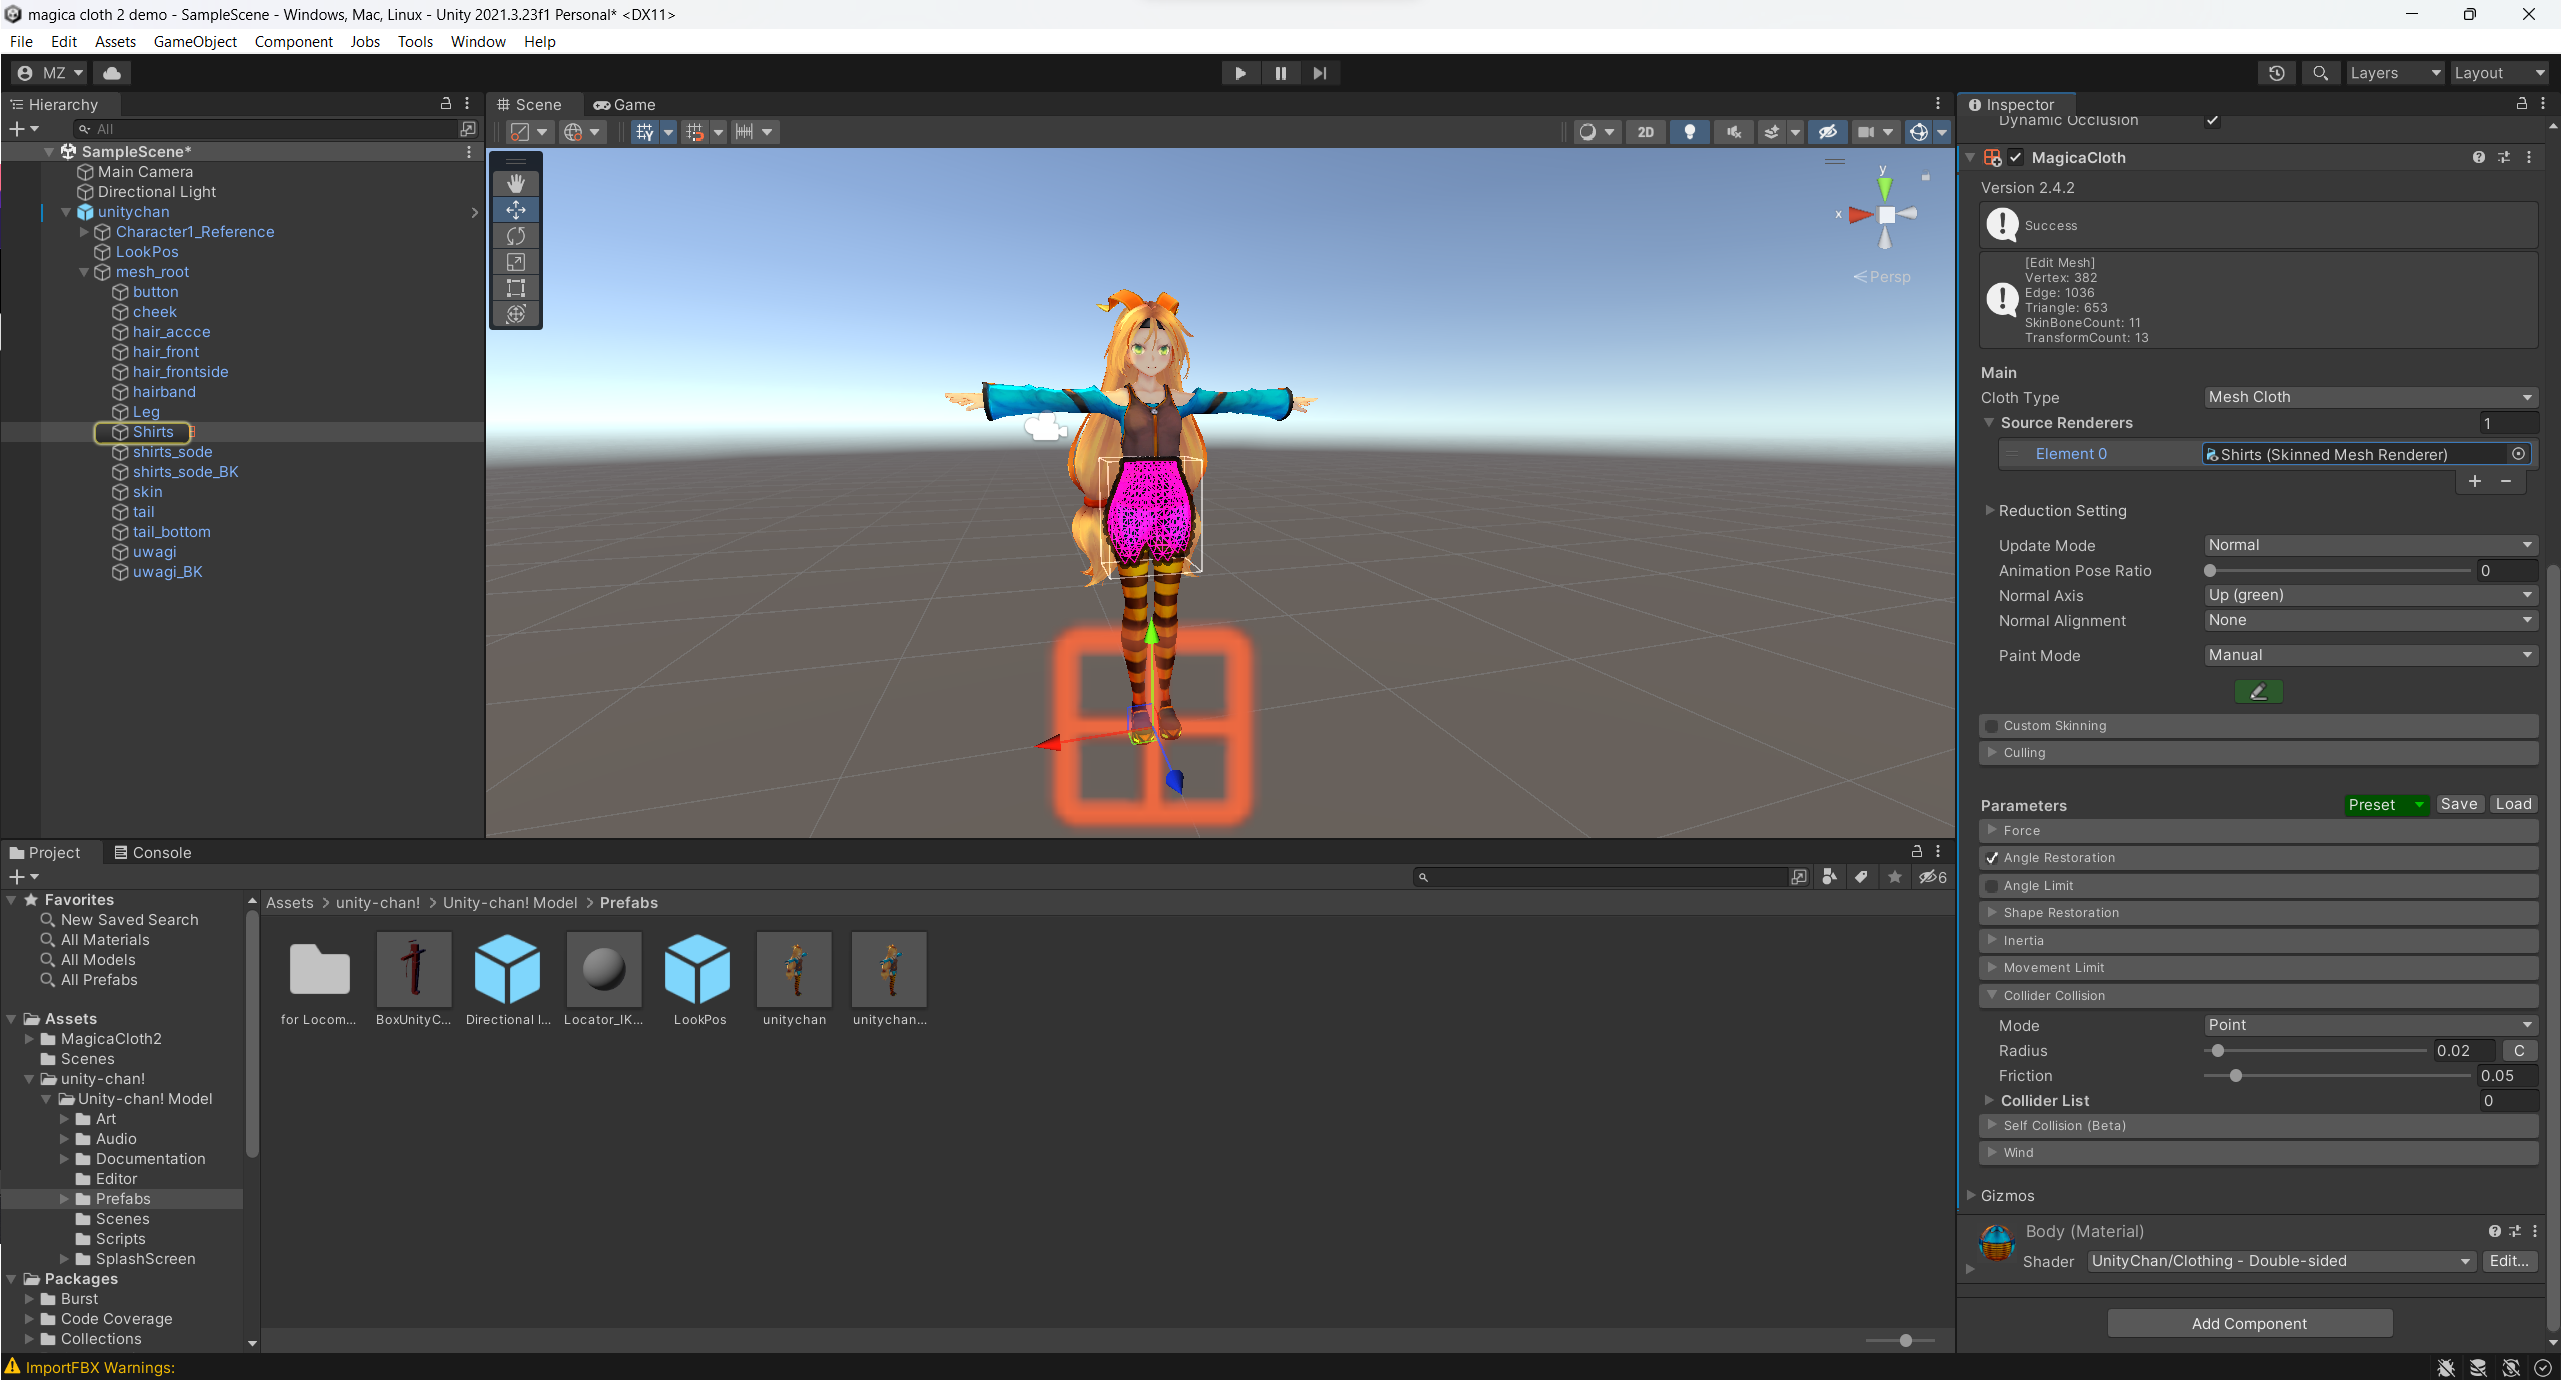 magica cloth 2 demo - SampleScene - Windows, Mac, Linux - Unity 2021.3.23f1 Personal* <DX11>
File Edit Assets GameObject Component Jobs Tools Window Help
MZ
Layers Layout
Hierarchy
All
SampleScene*
Main Camera
Directional Light
unitychan
Character1_Reference
LookPos
mesh_root
button
cheek
hair_accce
hair_front
hair_frontside
hairband
Leg
Shirts
shirts_sode
shirts_sode_BK
skin
tail
tail_bottom
uwagi
uwagi_BK
Scene Game
2D
y
x
Persp
Inspector
Dynamic Occlusion
MagicaCloth
Version 2.4.2
Success
[Edit Mesh]
Vertex: 382
Edge: 1036
Triangle: 653
SkinBoneCount: 11
TransformCount: 13
Main
Cloth Type Mesh Cloth
Source Renderers 1
Element 0 Shirts (Skinned Mesh Renderer)
Reduction Setting
Update Mode Normal
Animation Pose Ratio 0
Normal Axis Up (green)
Normal Alignment None
Paint Mode Manual
Custom Skinning
Culling
Parameters Preset Save Load
Force
Angle Restoration
Angle Limit
Shape Restoration
Inertia
Movement Limit
Collider Collision
Mode Point
Radius 0.02 C
Friction 0.05
Collider List 0
Self Collision (Beta)
Wind
Gizmos
Body (Material)
Shader UnityChan/Clothing - Double-sided Edit...
Add Component
Project Console
6
Favorites
New Saved Search
All Materials
All Models
All Prefabs
Assets
MagicaCloth2
Scenes
unity-chan!
Unity-chan! Model
Art
Audio
Documentation
Editor
Prefabs
Scenes
Scripts
SplashScreen
Packages
Burst
Code Coverage
Collections
Assets > unity-chan! > Unity-chan! Model > Prefabs
for Locom... BoxUnityC... Directional l... Locator_IK... LookPos unitychan unitychan...
ImportFBX Warnings: